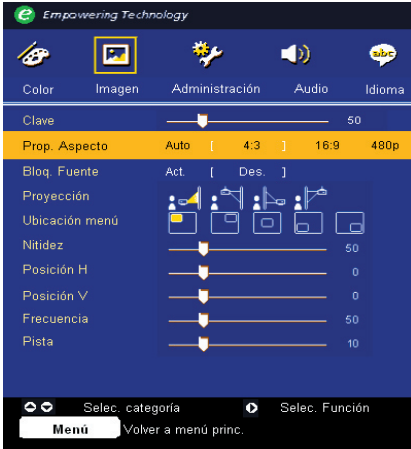 e Empowering Technology
abc
Color Imagen Administración Audio Idioma
Clave 50
Prop. Aspecto Auto [ 4:3 ] 16:9 480p
Bloq. Fuente Act. [ Des. ]
Proyección
Ubicación menú
Nitidez 50
Posición H 0
Posición V 0
Frecuencia 50
Pista 10
Selec. categoría Selec. Función
Menú Volver a menú princ.